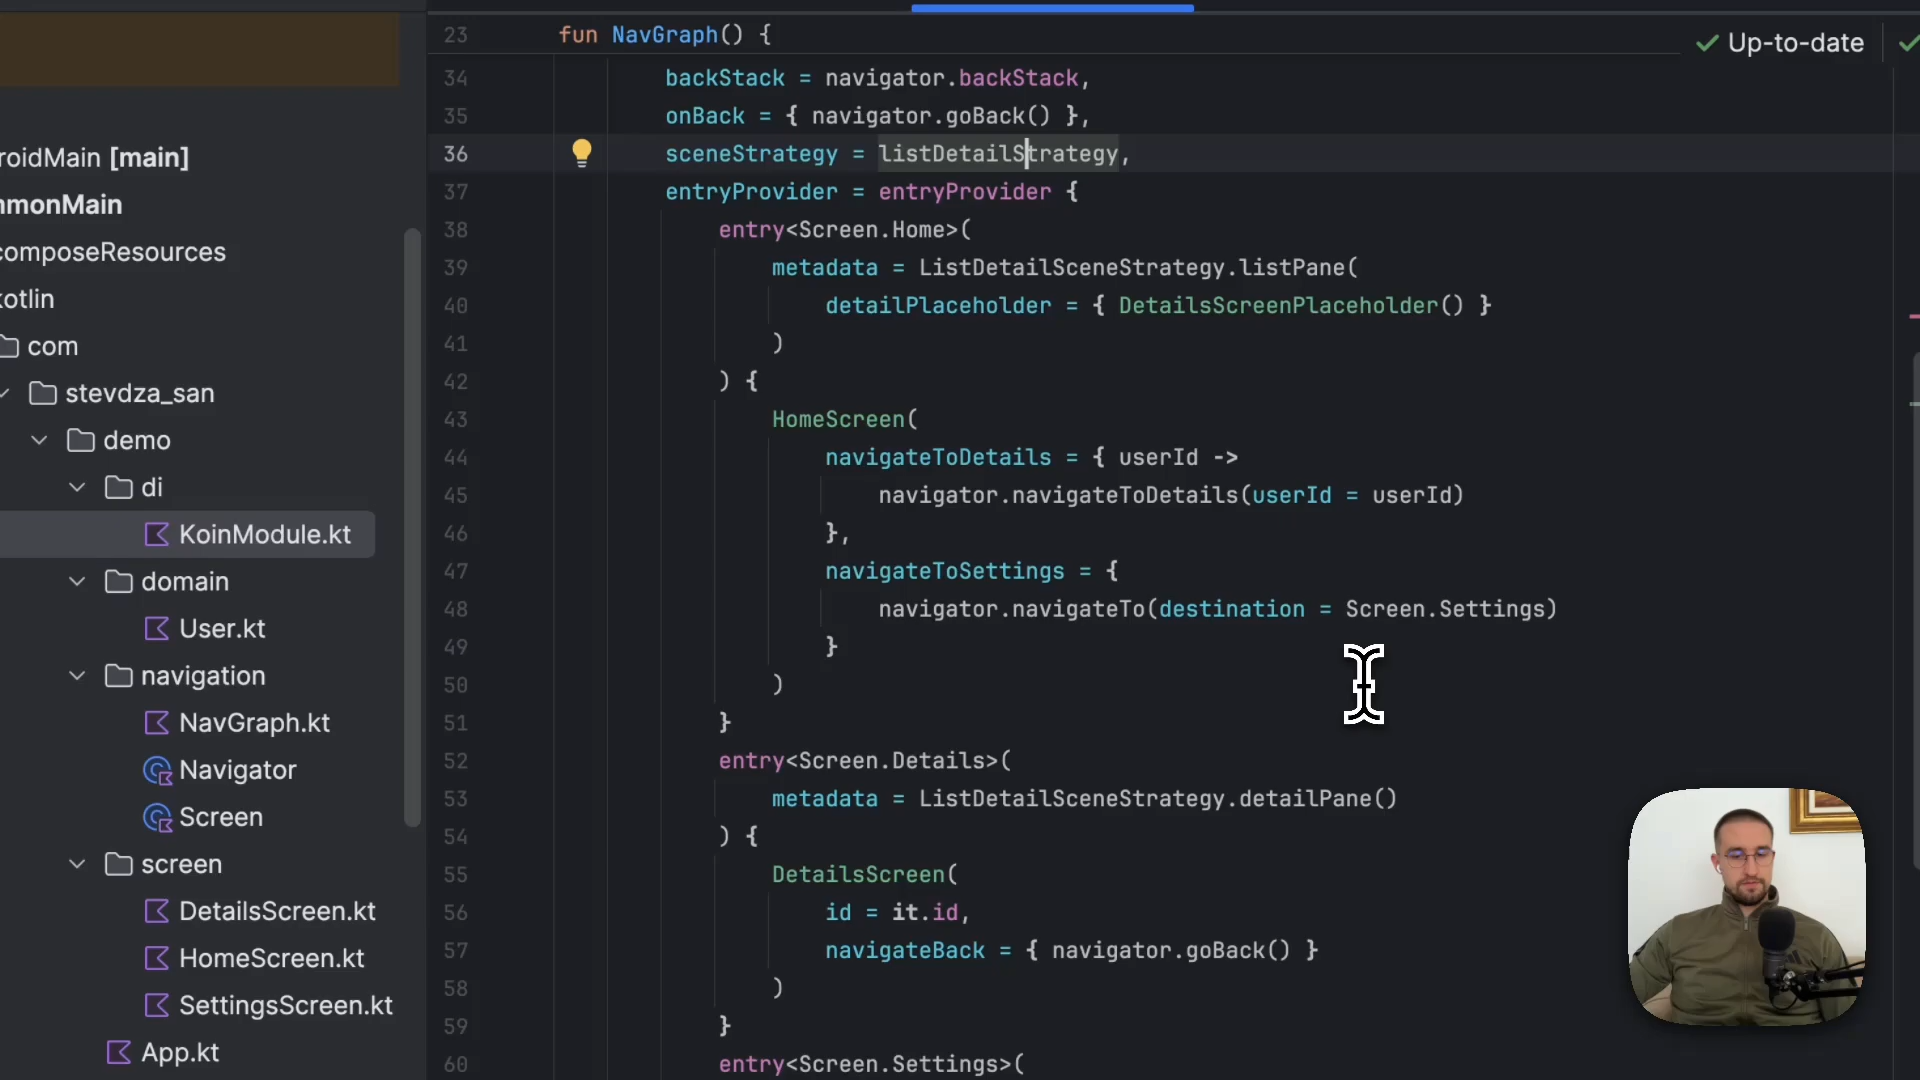 roidMain [main]
mmonMain
composeResources
kotlin
com
stevdza_san
demo
di
KoinModule.kt
domain
User.kt
navigation
NavGraph.kt
Navigator
Screen
screen
DetailsScreen.kt
HomeScreen.kt
SettingsScreen.kt
App.kt
Up-to-date
23 fun NavGraph() {
34 backStack = navigator.backStack,
35 onBack = { navigator.goBack() },
36 sceneStrategy = listDetailStrategy,
37 entryProvider = entryProvider {
38 entry<Screen.Home>(
39 metadata = ListDetailSceneStrategy.listPane(
40 detailPlaceholder = { DetailsScreenPlaceholder() }
41 )
42 ) {
43 HomeScreen(
44 navigateToDetails = { userId ->
45 navigator.navigateToDetails(userId = userId)
46 },
47 navigateToSettings = {
48 navigator.navigateTo(destination = Screen.Settings)
49 }
50 )
51 }
52 entry<Screen.Details>(
53 metadata = ListDetailSceneStrategy.detailPane()
54 ) {
55 DetailsScreen(
56 id = it.id,
57 navigateBack = { navigator.goBack() }
58 )
59 }
60 entry<Screen.Settings>(